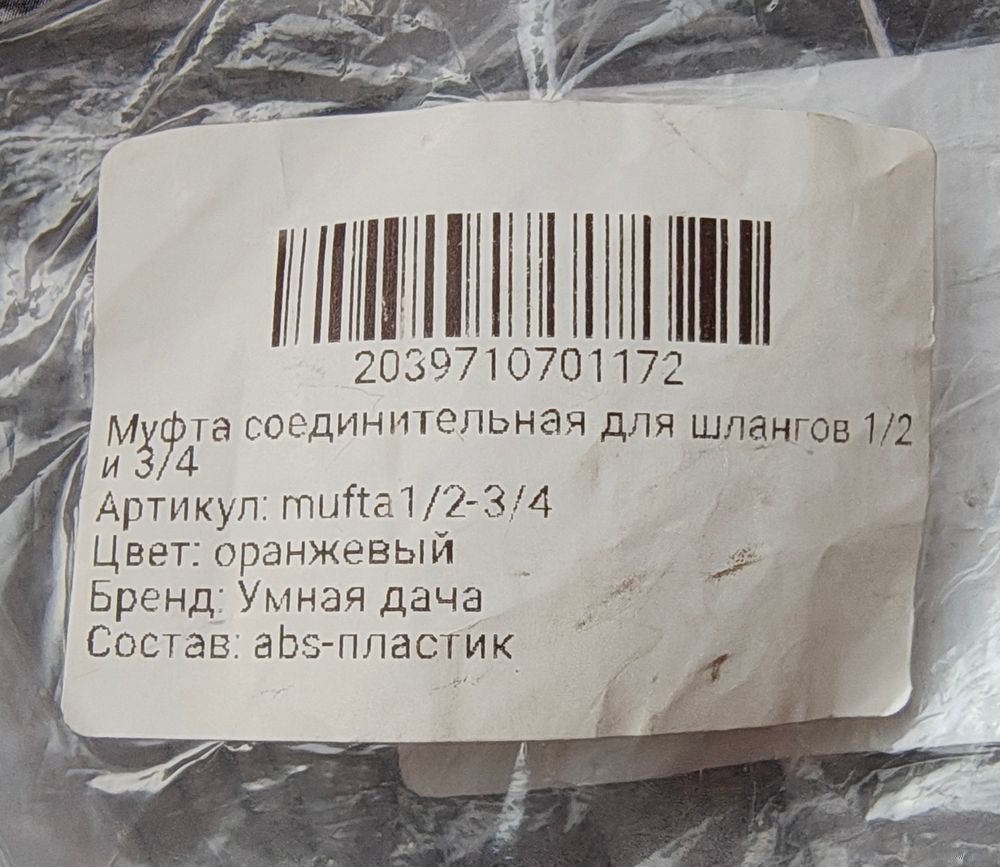 2039710701172
Муфта соединительная для шлангов 1/2
и 3/4
Артикул: mufta1/2-3/4
Цвет: оранжевый
Бренд: Умная дача
Состав: abs-пластик